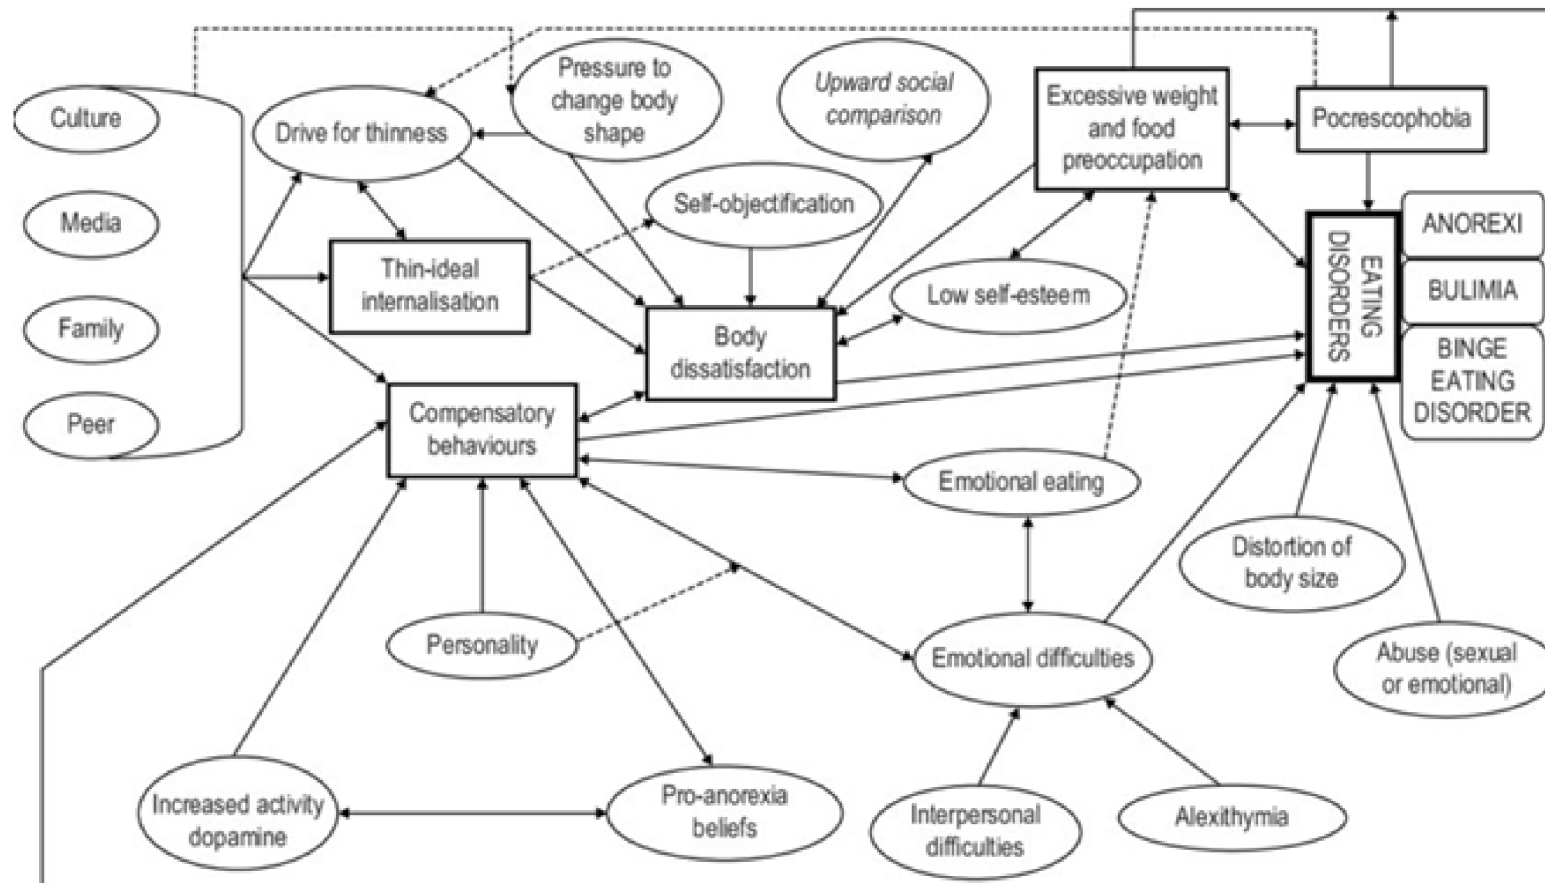 Culture
Media
Family
Peer
Drive for thinness
Pressure to
change body
shape
Upward social
comparison
Excessive weight
and food
preoccupation
Pocrescophobia
Self-objectification
Thin-ideal
internalisation
Low self-esteem
Body
dissatisfaction
EATING
DISORDERS
ANOREXI
BULIMIA
BINGE
EATING
DISORDER
Compensatory
behaviours
Emotional eating
Distortion of
body size
Personality
Emotional difficulties
Abuse (sexual
or emotional)
Increased activity
dopamine
Pro-anorexia
beliefs
Interpersonal
difficulties
Alexithymia